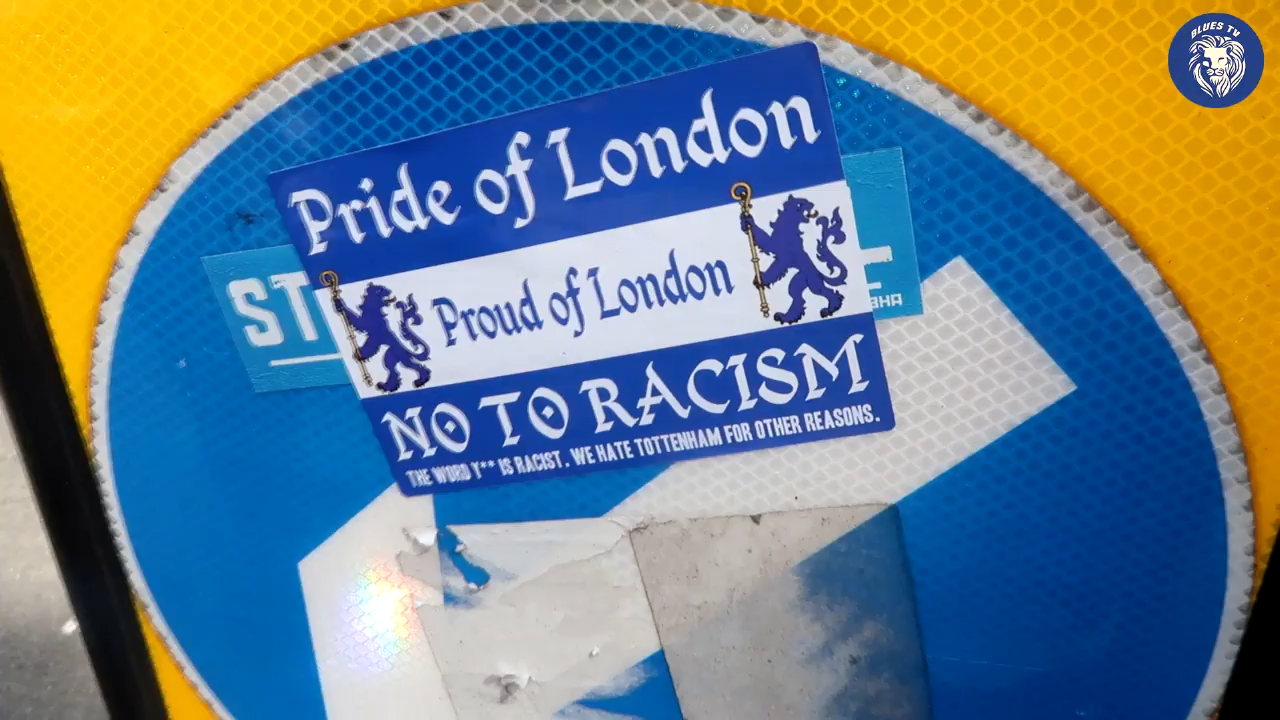 BLUES TV
Pride of London
Proud of London
NO TO RACISM
THE WORD Y** IS RACIST. WE HATE TOTTENHAM FOR OTHER REASONS.
ST
BHA